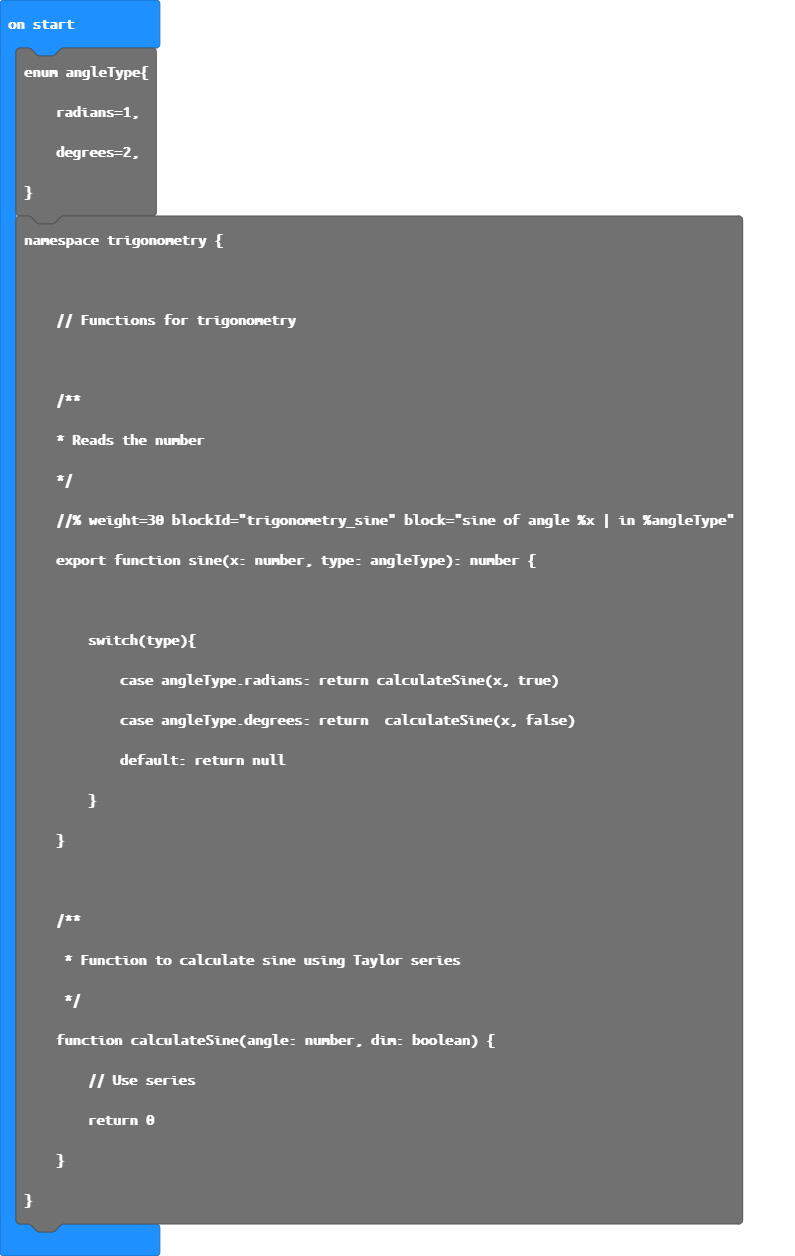 on start
enum angleType{
radians=1,
degrees=2,
}
namespace trigonometry {
// Functions for trigonometry
/**
* Reads the number
*/
//% weight=30 blockId="trigonometry_sine" block="sine of angle %x | in %angleType"
export function sine(x: number, type: angleType): number {
switch(type){
case angleType.radians: return calculateSine(x, true)
case angleType.degrees: return  calculateSine(x, false)
default: return null
}
}
/**
* Function to calculate sine using Taylor series
*/
function calculateSine(angle: number, dim: boolean) {
// Use series
return 0
}
}